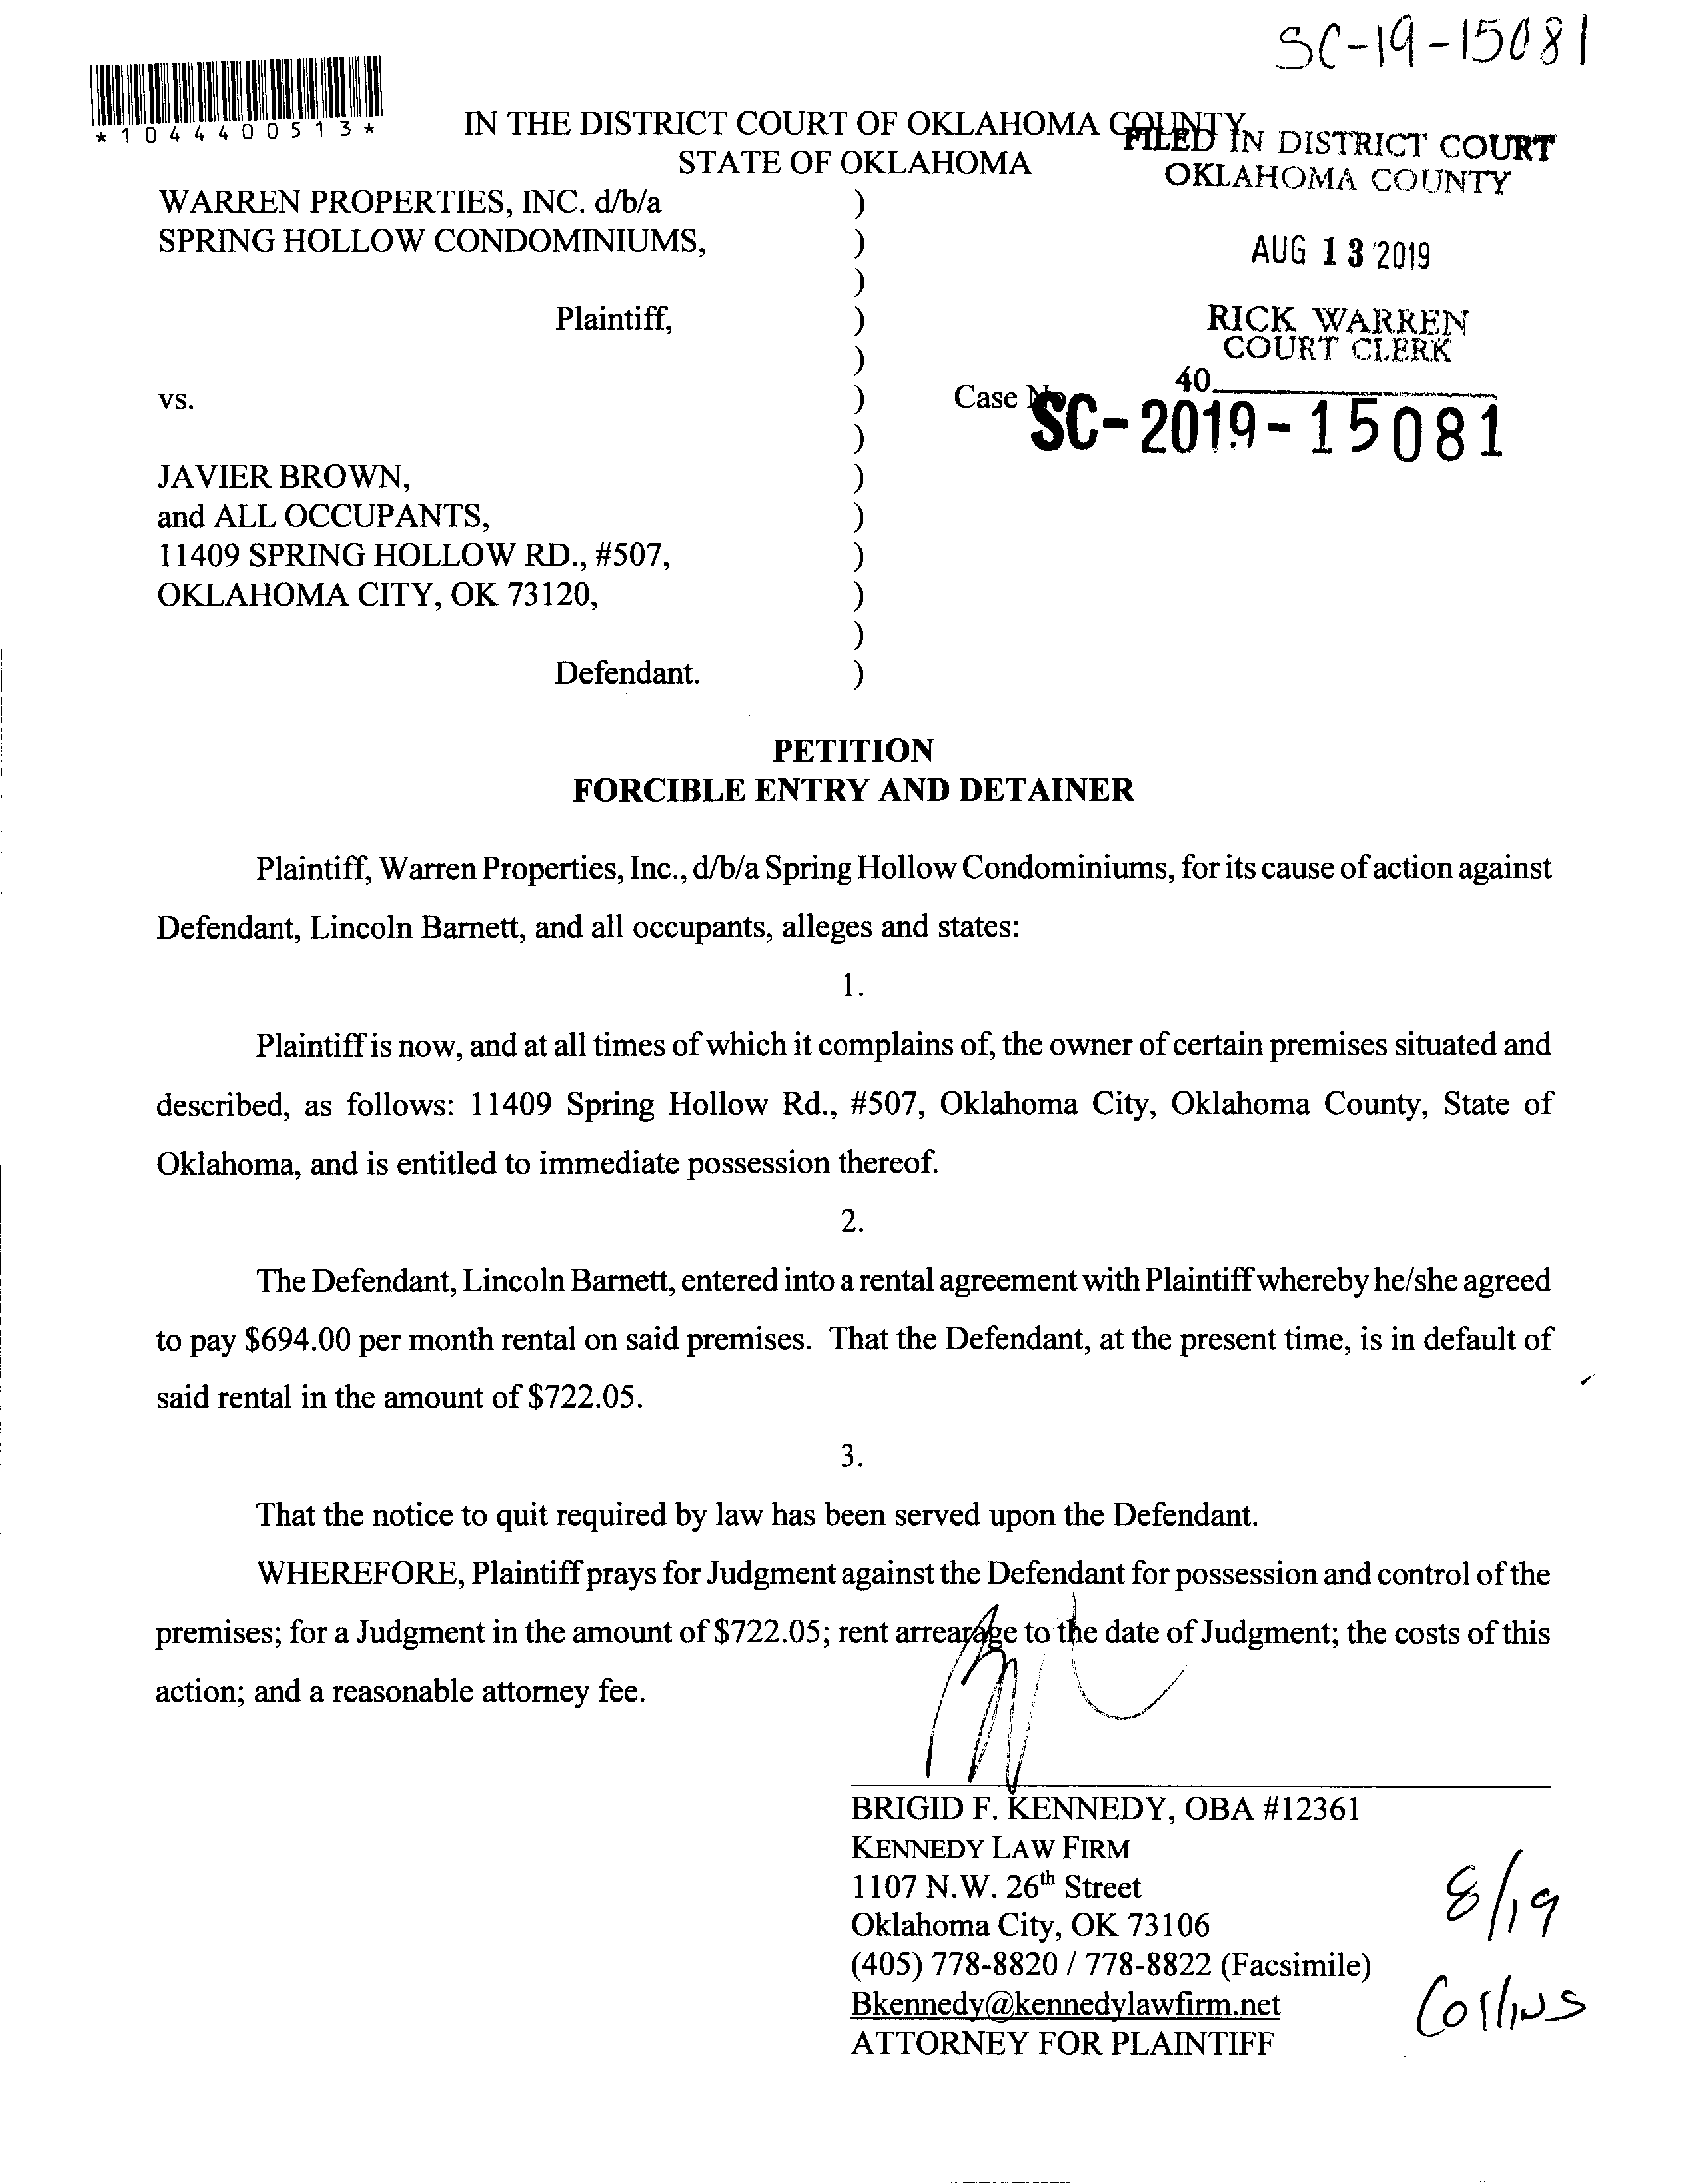 SC-19-15081
*1044400513*
IN THE DISTRICT COURT OF OKLAHOMA COUNTY
STATE OF OKLAHOMA
FILED IN DISTRICT COURT
OKLAHOMA COUNTY
AUG 13 2019
RICK WARREN
COURT CLERK
40
WARREN PROPERTIES, INC. d/b/a )
SPRING HOLLOW CONDOMINIUMS, )
)
Plaintiff, )
)
vs. ) Case No. SC-2019-15081
)
JAVIER BROWN, )
and ALL OCCUPANTS, )
11409 SPRING HOLLOW RD., #507, )
OKLAHOMA CITY, OK 73120, )
)
Defendant. )
PETITION
FORCIBLE ENTRY AND DETAINER
Plaintiff, Warren Properties, Inc., d/b/a Spring Hollow Condominiums, for its cause of action against
Defendant, Lincoln Barnett, and all occupants, alleges and states:
1.
Plaintiff is now, and at all times of which it complains of, the owner of certain premises situated and
described, as follows: 11409 Spring Hollow Rd., #507, Oklahoma City, Oklahoma County, State of
Oklahoma, and is entitled to immediate possession thereof.
2.
The Defendant, Lincoln Barnett, entered into a rental agreement with Plaintiff whereby he/she agreed
to pay $694.00 per month rental on said premises. That the Defendant, at the present time, is in default of
said rental in the amount of $722.05.
3.
That the notice to quit required by law has been served upon the Defendant.
WHEREFORE, Plaintiff prays for Judgment against the Defendant for possession and control of the
premises; for a Judgment in the amount of $722.05; rent arrearage to the date of Judgment; the costs of this
action; and a reasonable attorney fee.
BRIGID F. KENNEDY, OBA #12361
KENNEDY LAW FIRM
1107 N.W. 26th Street
Oklahoma City, OK 73106
(405) 778-8820 / 778-8822 (Facsimile)
Bkennedy@kennedylawfirm.net
ATTORNEY FOR PLAINTIFF
8/19
Collins